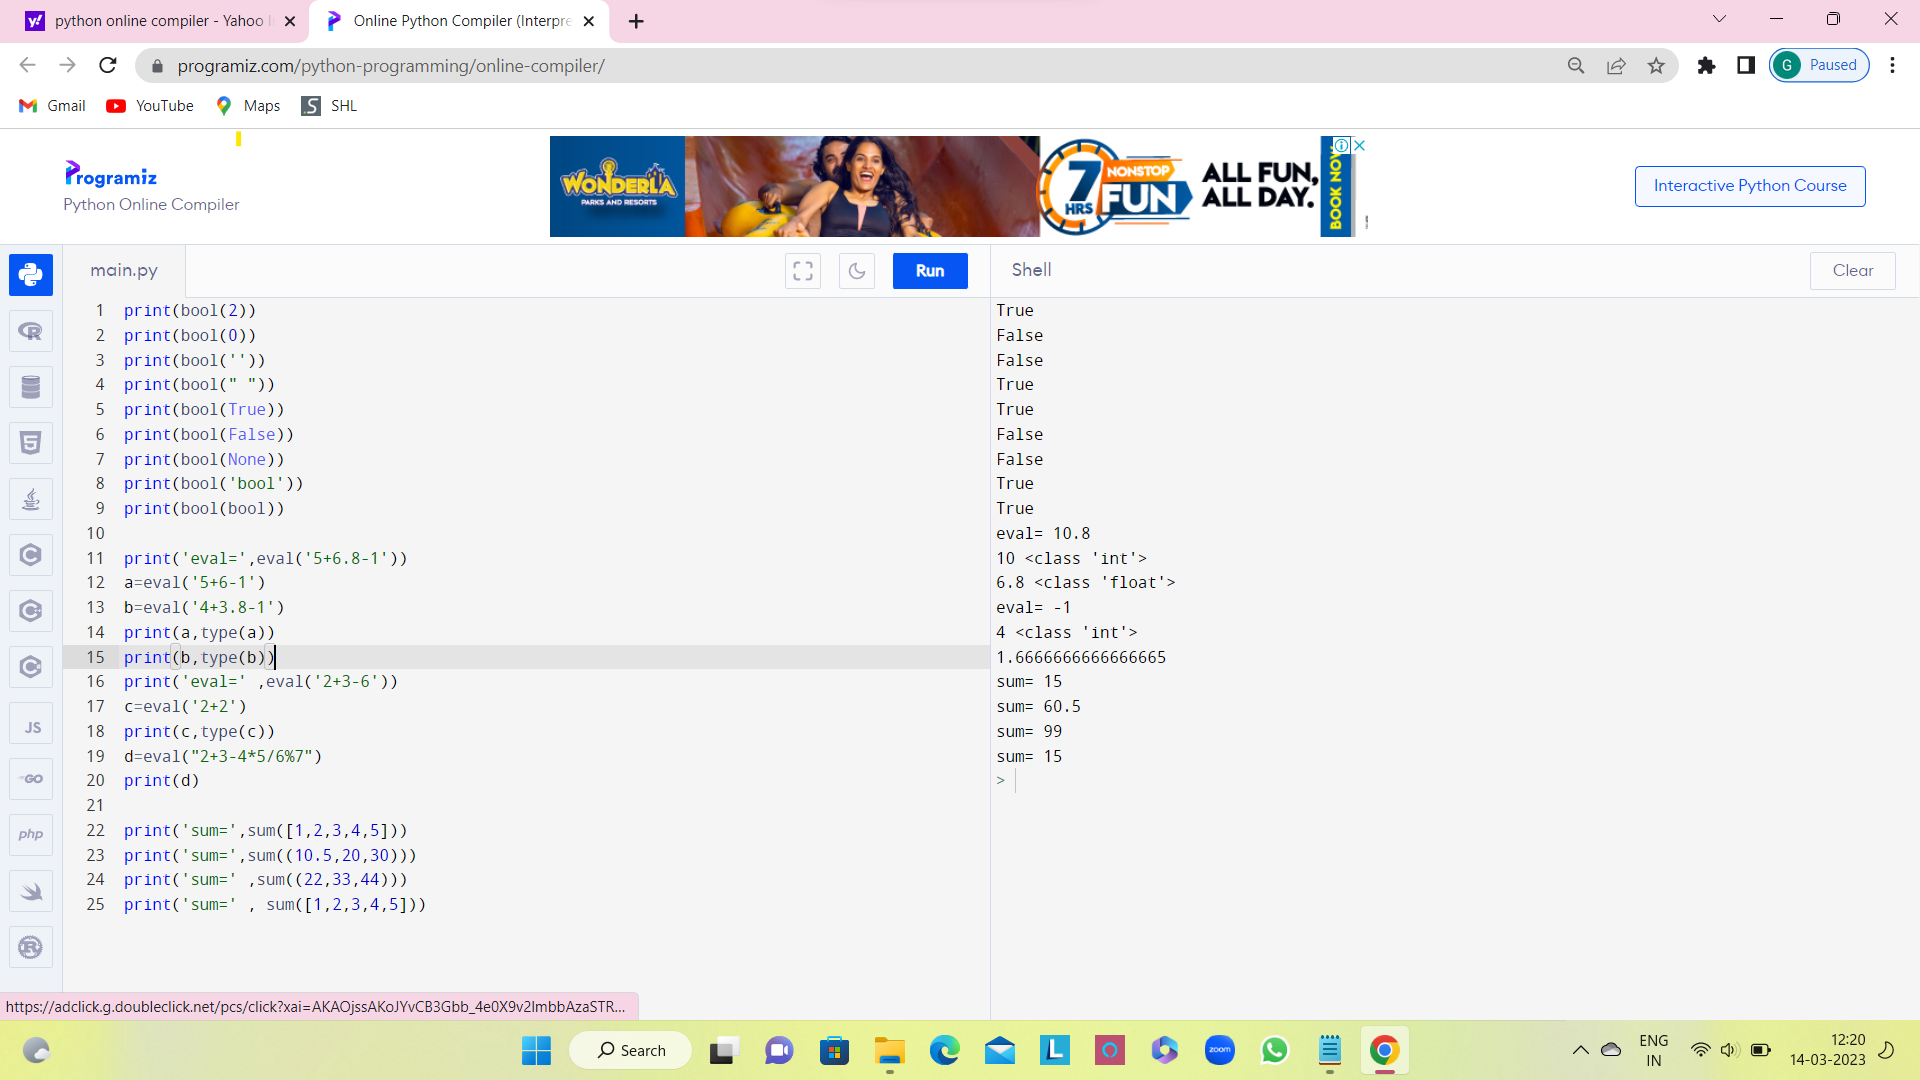 python online compiler - Yahoo I
Online Python Compiler (Interpre
programiz.com/python-programming/online-compiler/
G Paused
Gmail YouTube Maps SHL
Programiz
Python Online Compiler
WONDERLA
PARKS AND RESORTS
7 HRS NONSTOP FUN
ALL FUN,
ALL DAY.
BOOK NOW
Interactive Python Course
main.py
Run
Shell
Clear
1 print(bool(2))
2 print(bool(0))
3 print(bool(''))
4 print(bool(" "))
5 print(bool(True))
6 print(bool(False))
7 print(bool(None))
8 print(bool('bool'))
9 print(bool(bool))
10
11 print('eval=',eval('5+6.8-1'))
12 a=eval('5+6-1')
13 b=eval('4+3.8-1')
14 print(a,type(a))
15 print(b,type(b))
16 print('eval=' ,eval('2+3-6'))
17 c=eval('2+2')
18 print(c,type(c))
19 d=eval("2+3-4*5/6%7")
20 print(d)
21
22 print('sum=',sum([1,2,3,4,5]))
23 print('sum=',sum((10.5,20,30)))
24 print('sum=' ,sum((22,33,44)))
25 print('sum=' , sum([1,2,3,4,5]))
True
False
False
True
True
False
False
True
True
eval= 10.8
10 <class 'int'>
6.8 <class 'float'>
eval= -1
4 <class 'int'>
1.6666666666666665
sum= 15
sum= 60.5
sum= 99
sum= 15
>
R
5
C
C
C
JS
GO
php
R
https://adclick.g.doubleclick.net/pcs/click?xai=AKAOjssAKoJYvCB3Gbb_4e0X9v2lmbbAzaSTR...
Search
L
zoom
ENG
IN
12:20
14-03-2023